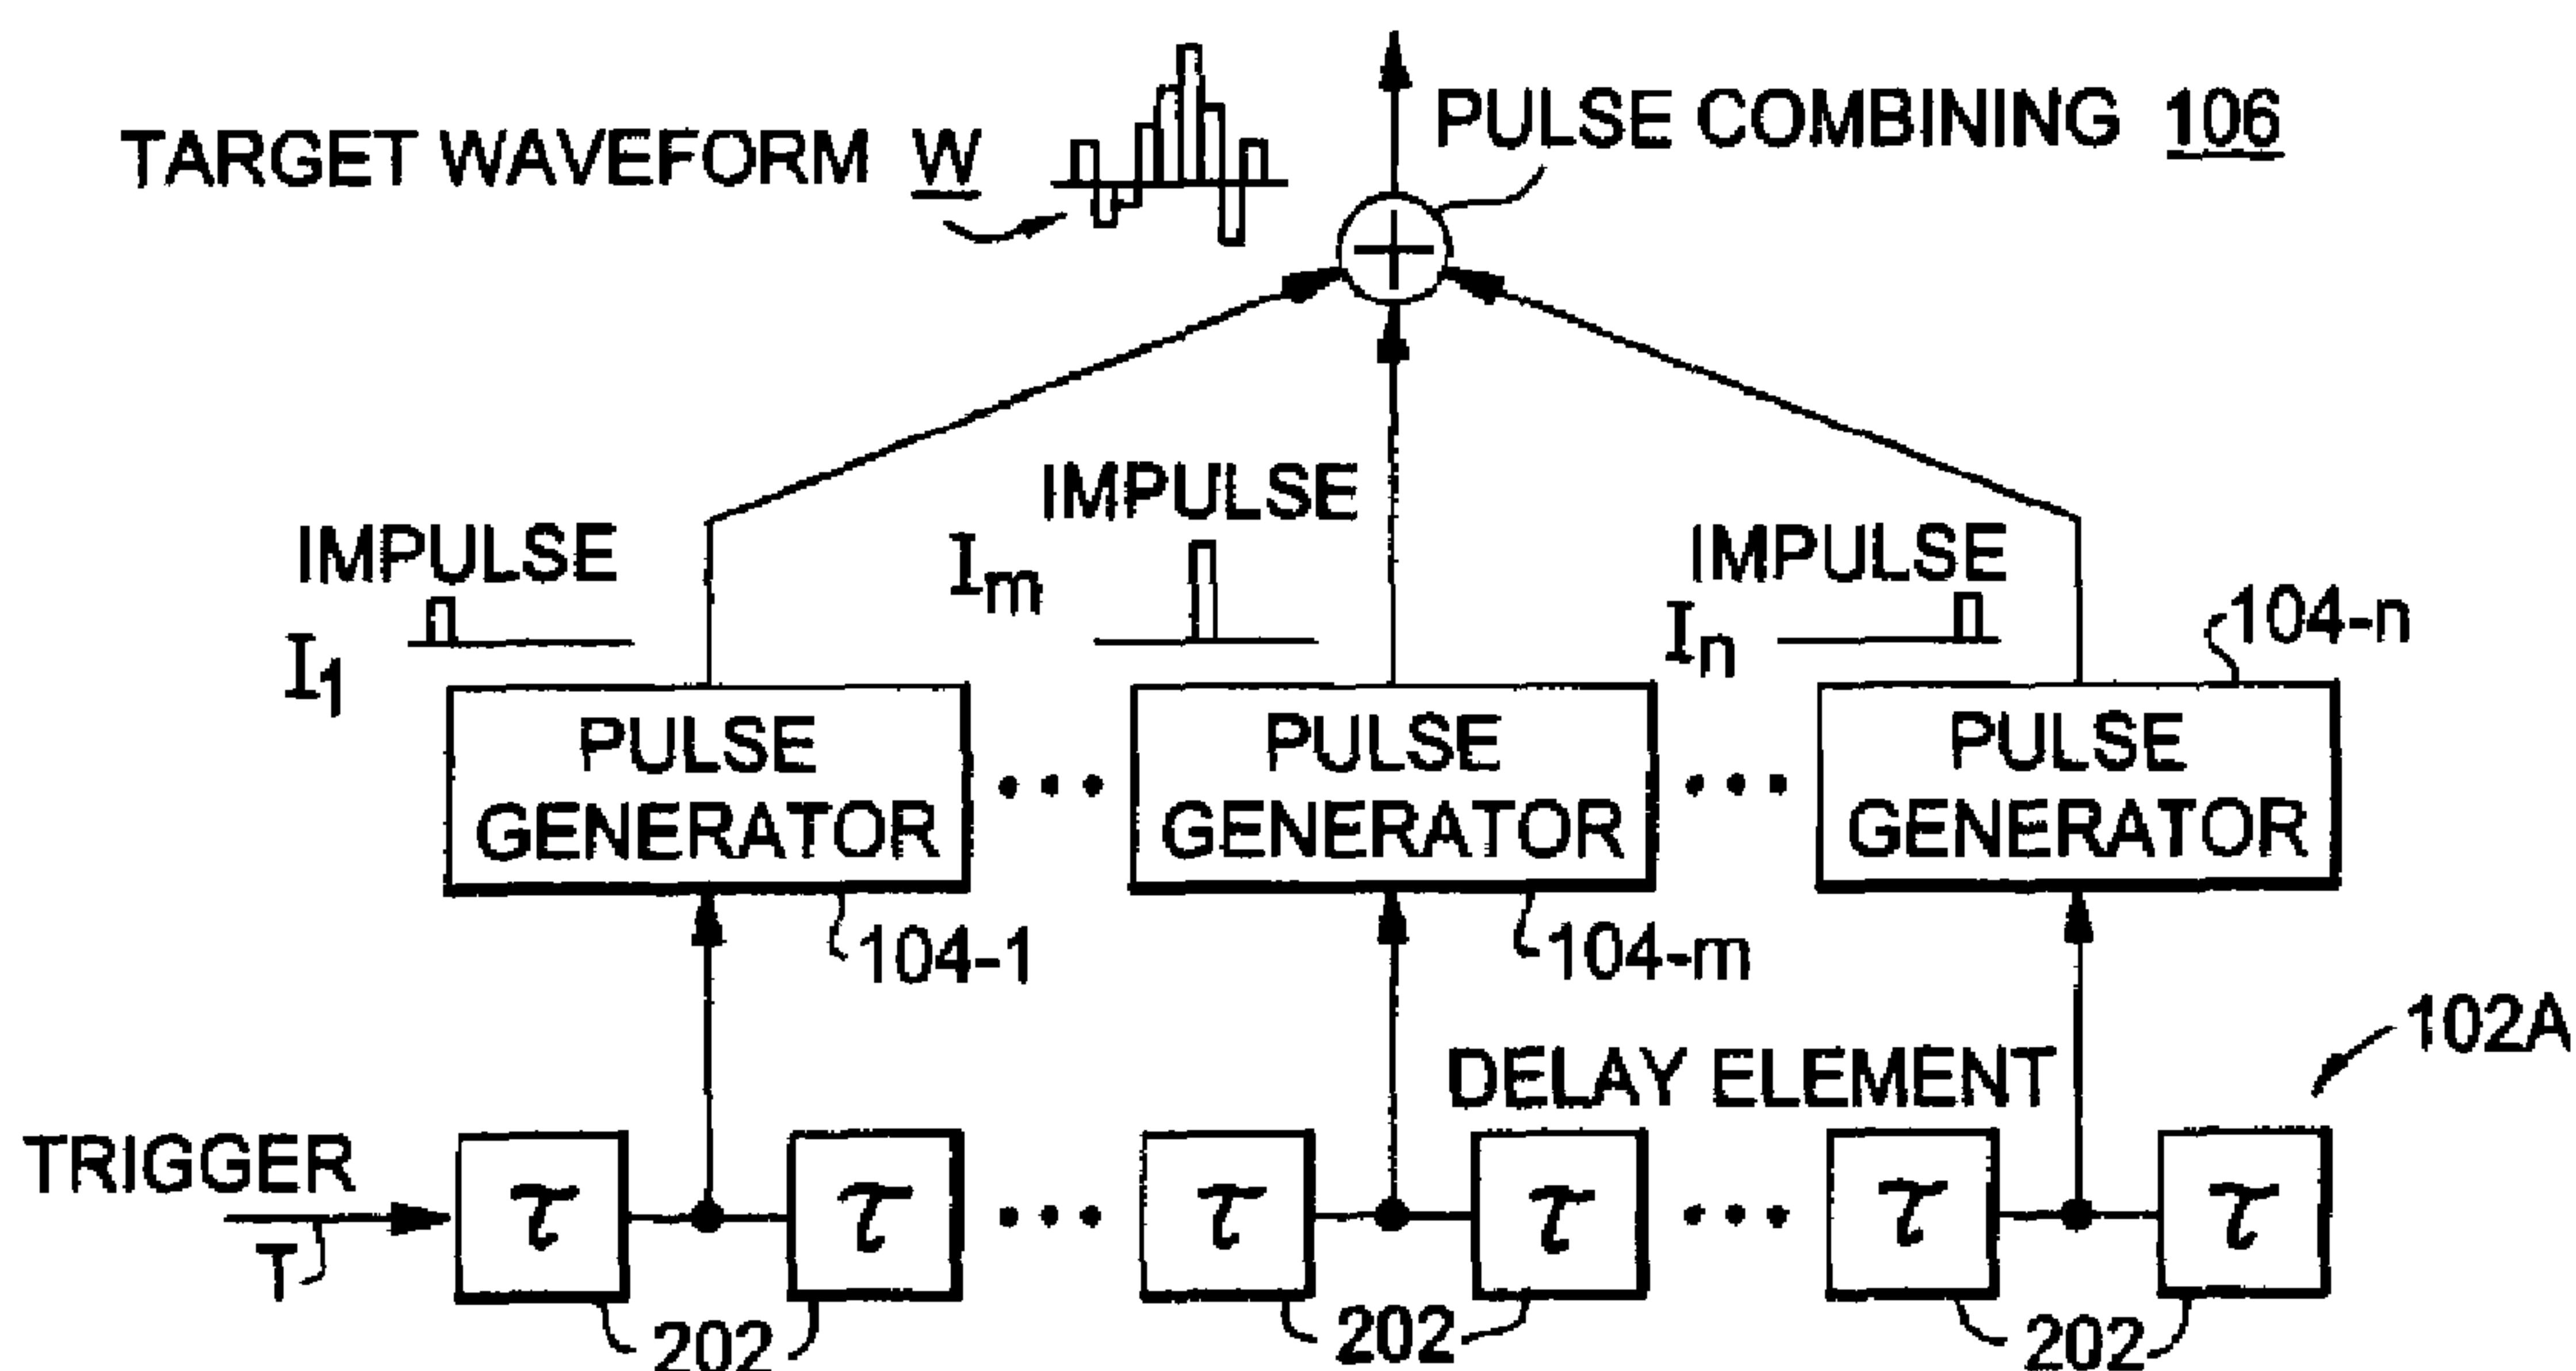 PULSE COMBINING 106
TARGET WAVEFORM W
IMPULSE
I1
IMPULSE
Im
IMPULSE
In
104-n
PULSE
GENERATOR
PULSE
GENERATOR
PULSE
GENERATOR
104-1
104-m
102A
DELAY ELEMENT
TRIGGER
T
τ
τ
τ
τ
τ
τ
202
202
202